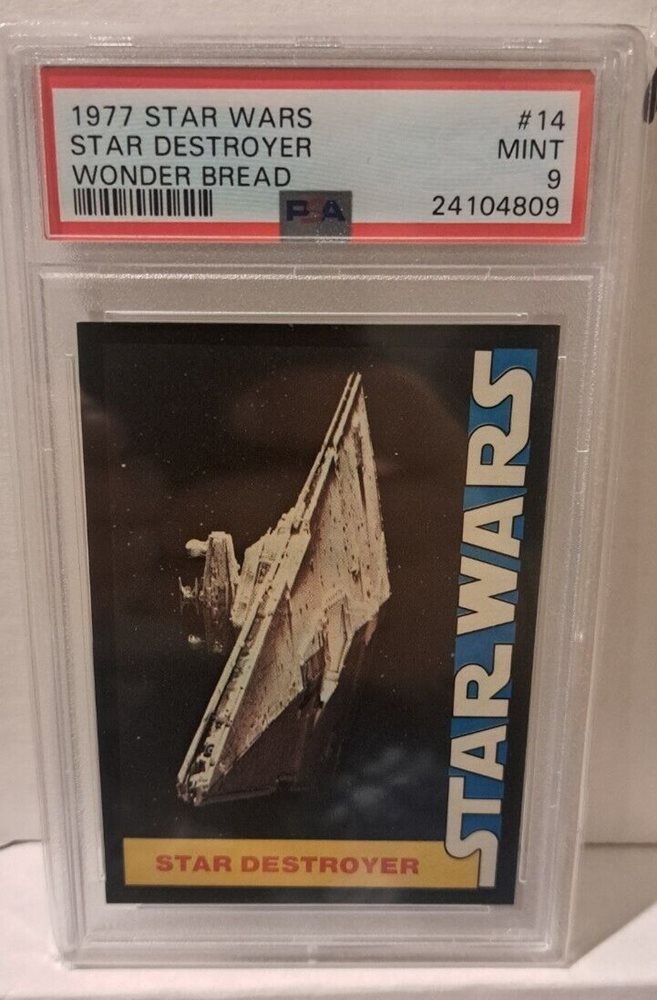 1977 STAR WARS #14
STAR DESTROYER MINT
WONDER BREAD 9
PSA 24104809
STAR WARS
STAR DESTROYER